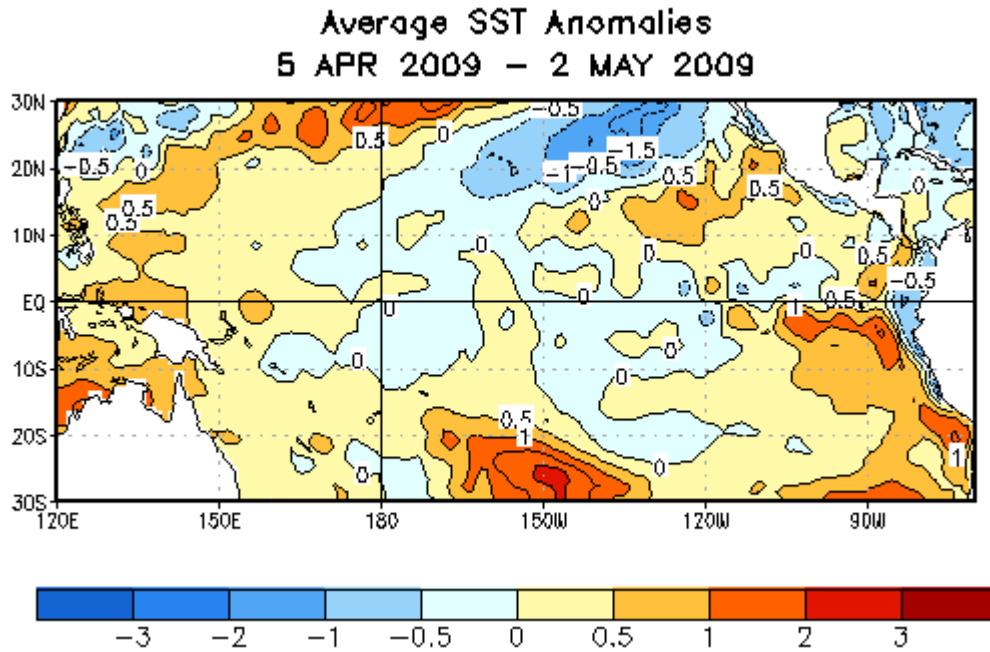 Average SST Anomalies
5 APR 2009 – 2 MAY 2009
30N
20N
10N
EQ
10S
20S
30S
120E 150E 180 150W 120W 90W
-0.5 0 0.5 -1 -0.5 -1.5
-0.5 0 0.5 0.5 0.5 0.5 0 0
0 0 0 0.5 -0.5
0 0 1 0.5
0 0 0
0.5
1
0 0 1
-3 -2 -1 -0.5 0 0.5 1 2 3